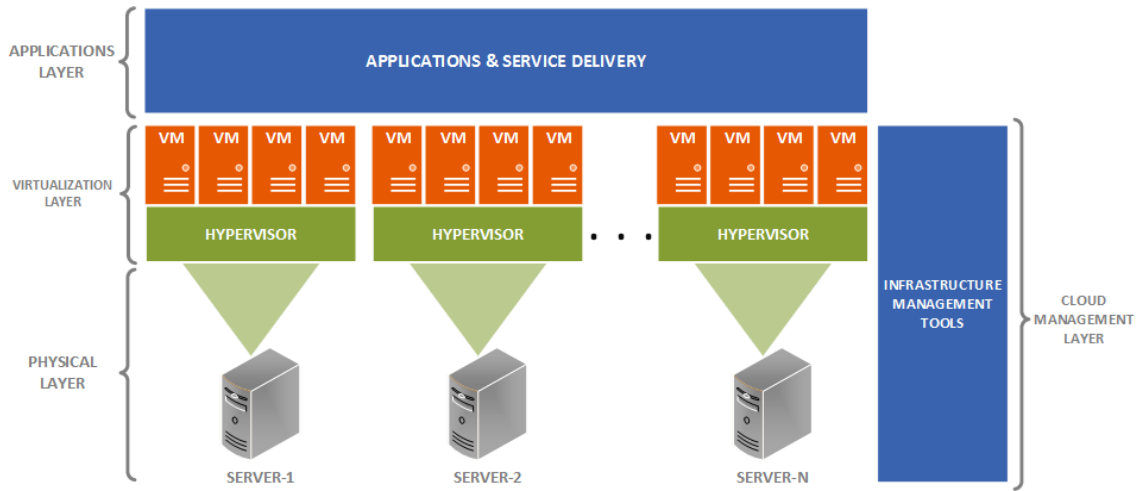 APPLICATIONS
LAYER
APPLICATIONS & SERVICE DELIVERY
VIRTUALIZATION
LAYER
VM VM VM VM
VM VM VM VM
VM VM VM VM
HYPERVISOR
HYPERVISOR
. . .
HYPERVISOR
INFRASTRUCTURE
MANAGEMENT
TOOLS
CLOUD
MANAGEMENT
LAYER
PHYSICAL
LAYER
SERVER-1
SERVER-2
SERVER-N